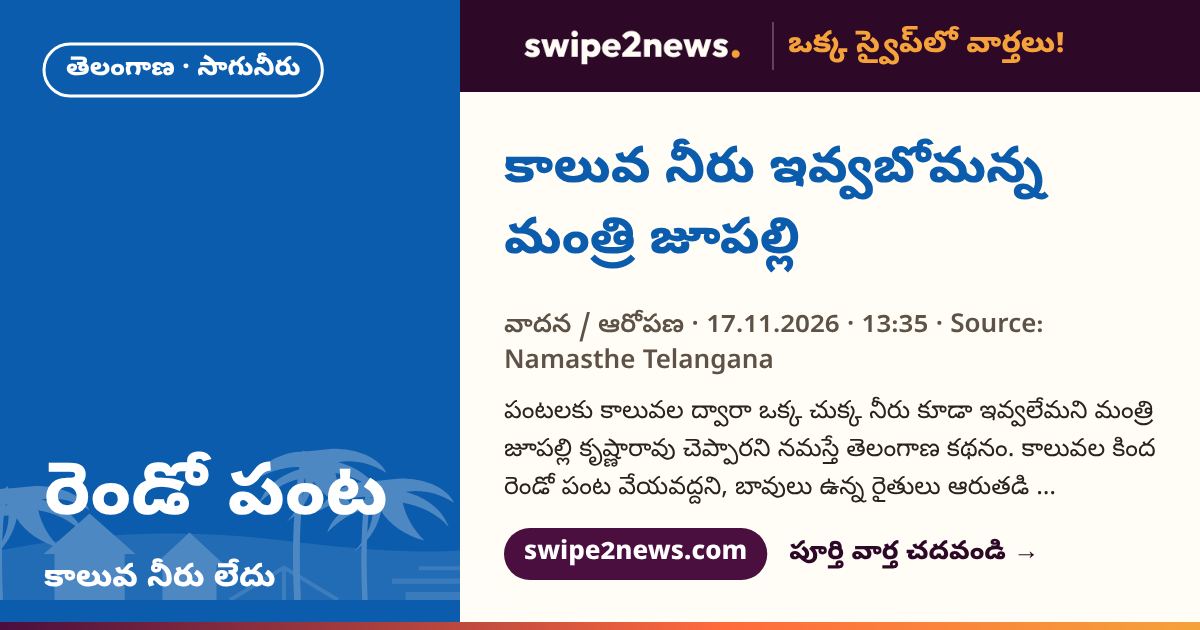 తెలంగాణ · సాగునీరు
రెండో పంట
కాలువ నీరు లేదు
swipe2news.
ఒక్క స్వైప్‌లో వార్తలు!
కాలువ నీరు ఇవ్వబోమన్న
మంత్రి జూపల్లి
వాదన / ఆరోపణ · 17.11.2026 · 13:35 · Source:
Namasthe Telangana
పంటలకు కాలువల ద్వారా ఒక్క చుక్క నీరు కూడా ఇవ్వలేమని మంత్రి
జూపల్లి కృష్ణారావు చెప్పారని నమస్తే తెలంగాణ కథనం. కాలువల కింద
రెండో పంట వేయవద్దని, బావులు ఉన్న రైతులు ఆరుతడి ...
swipe2news.com
పూర్తి వార్త చదవండి →